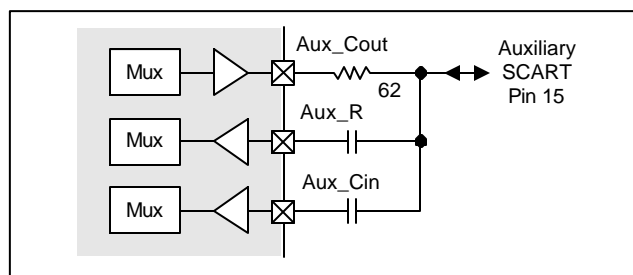 Aux_Cout
Mux
62
Auxiliary
SCART
Pin 15
Aux_R
Mux
Aux_Cin
Mux